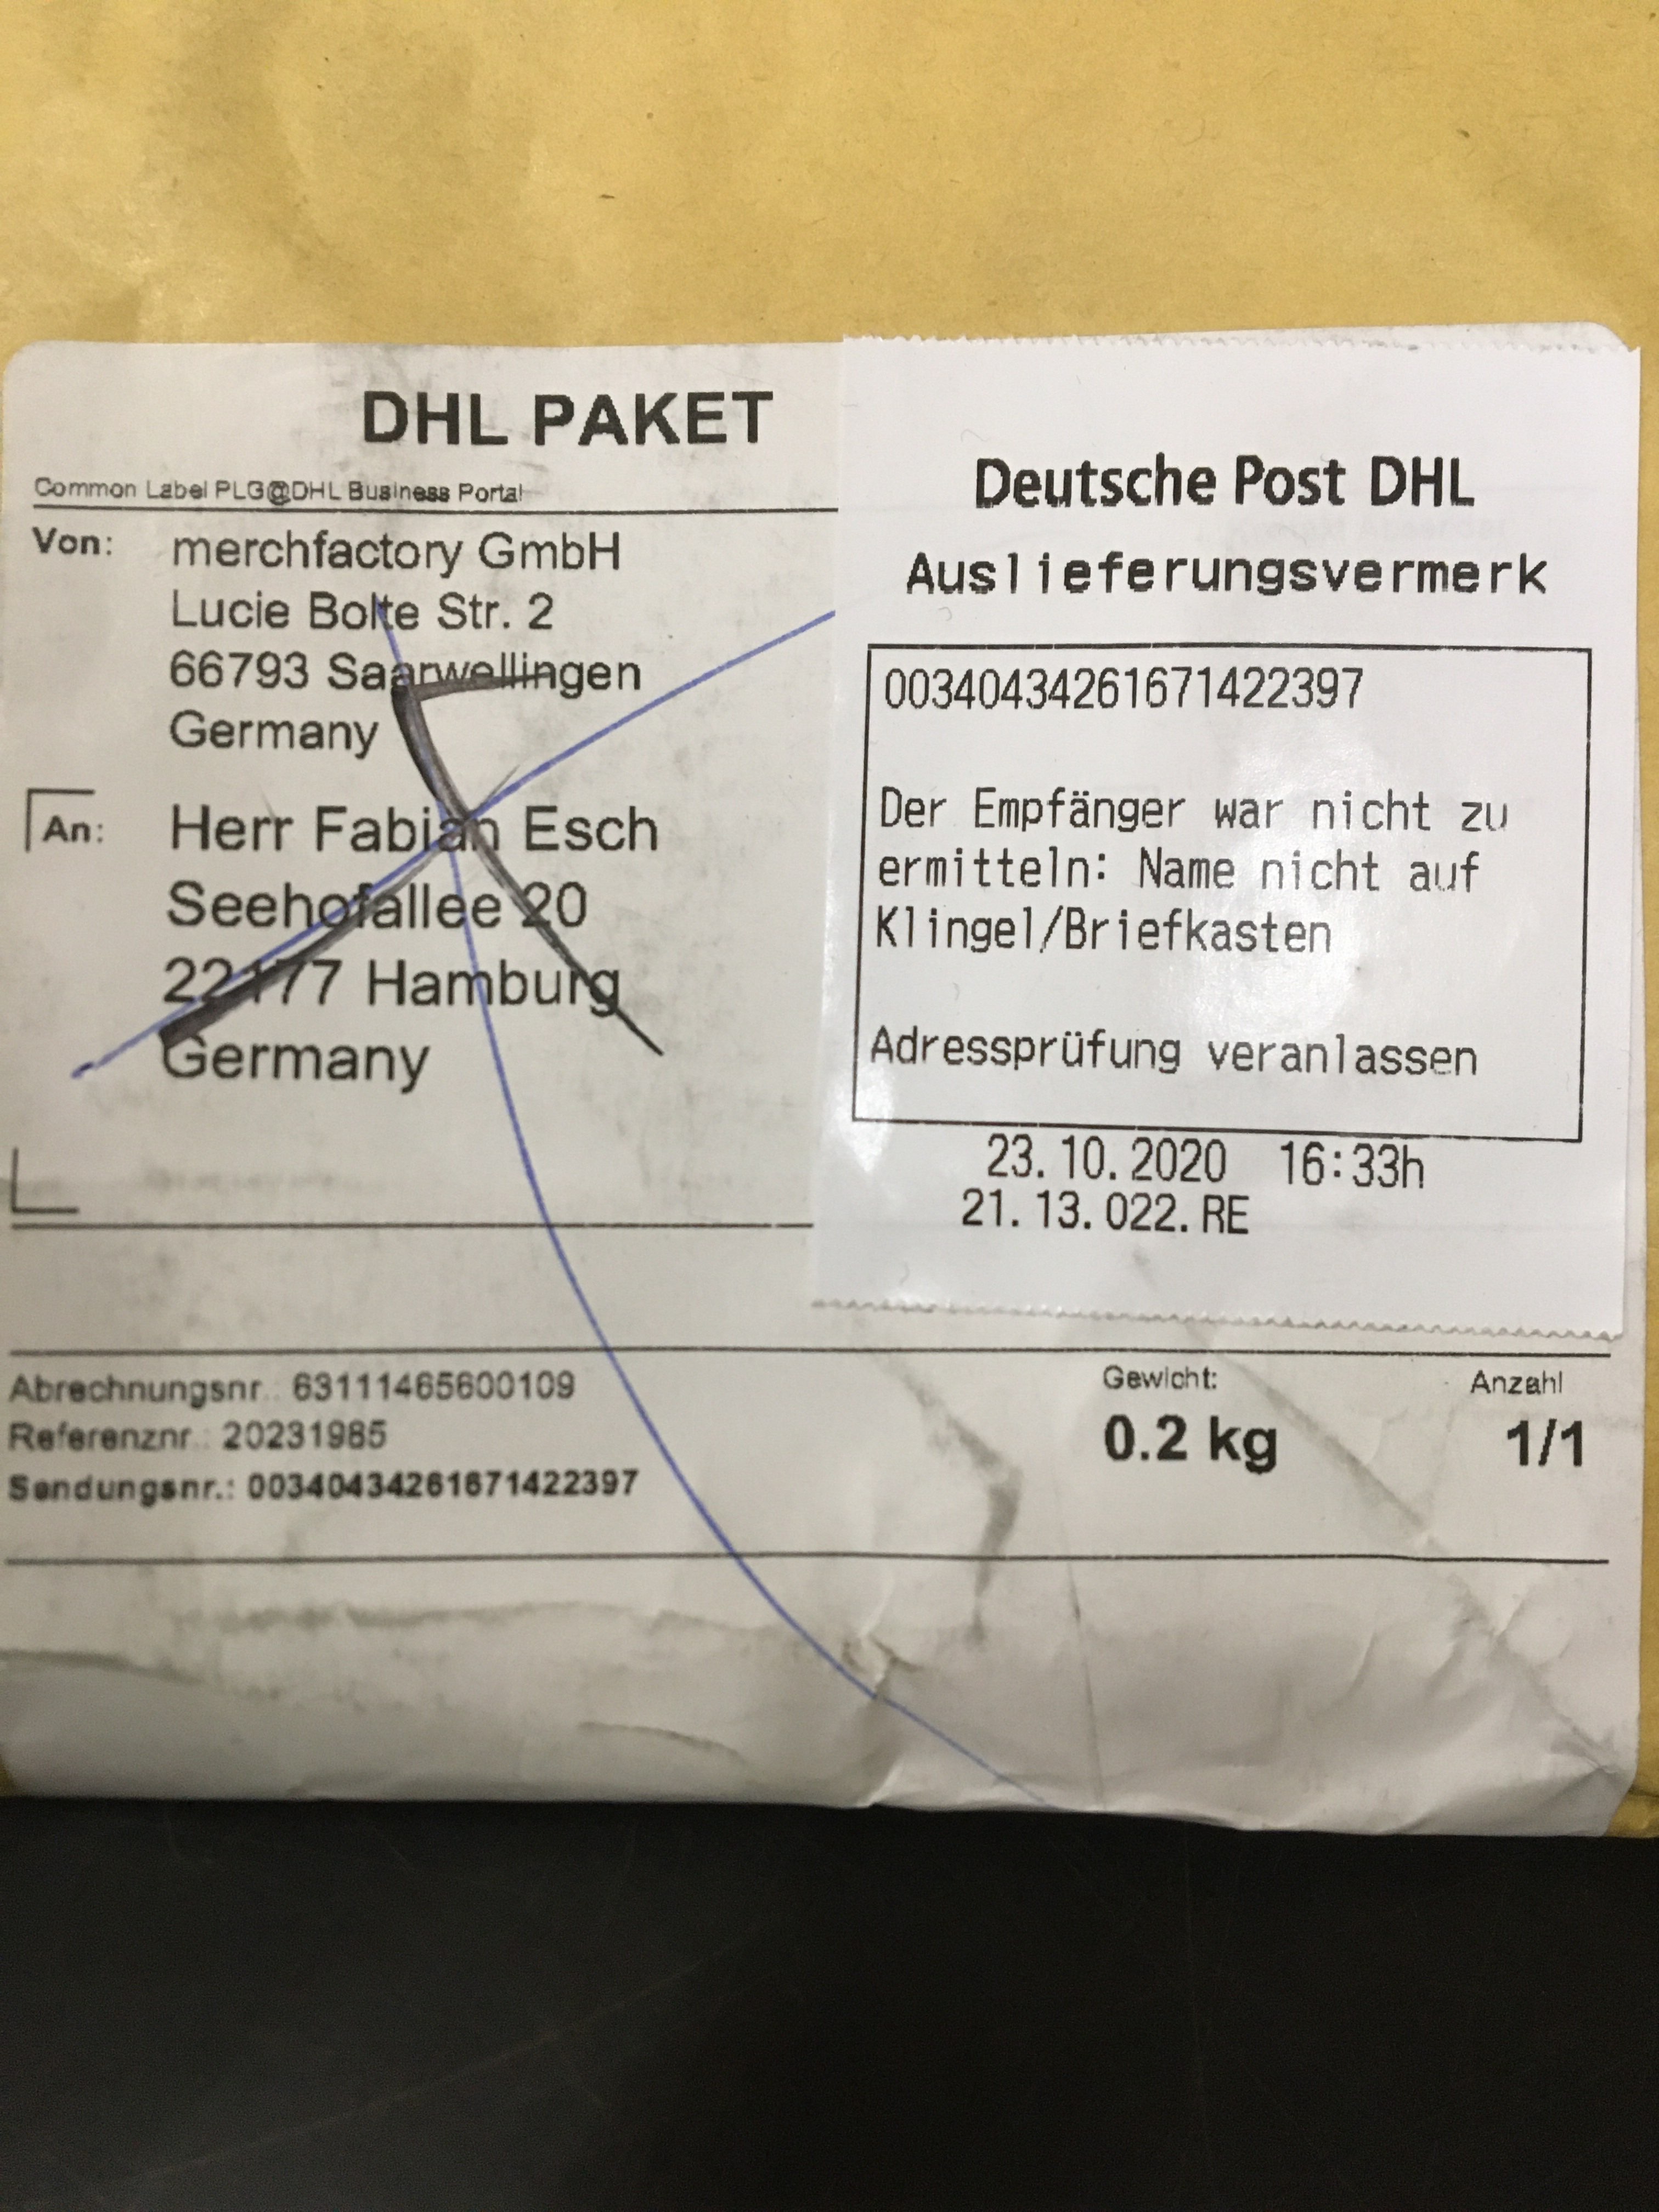 DHL PAKET
Common Label PLG@DHL Business Portal
Von: merchfactory GmbH
Lucie Bolte Str. 2
66793 Saarwellingen
Germany
An: Herr Fabian Esch
Seehofallee 20
22177 Hamburg
Germany
Deutsche Post DHL
Auslieferungsvermerk
00340434261671422397
Der Empfänger war nicht zu
ermitteln: Name nicht auf
Klingel/Briefkasten
Adressprüfung veranlassen
23.10.2020 16:33h
21.13.022.RE
Abrechnungsnr.: 63111465600109
Referenznr.: 20231985
Sendungsnr.: 00340434261671422397
Gewicht:
0.2 kg
Anzahl
1/1